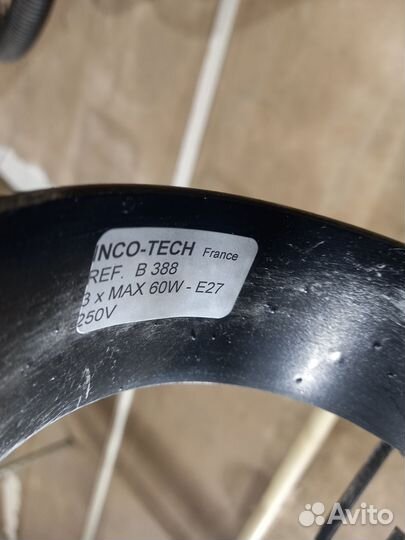 INCO-TECH France
REF. B 388
3 x MAX 60W - E27
250V
Avito